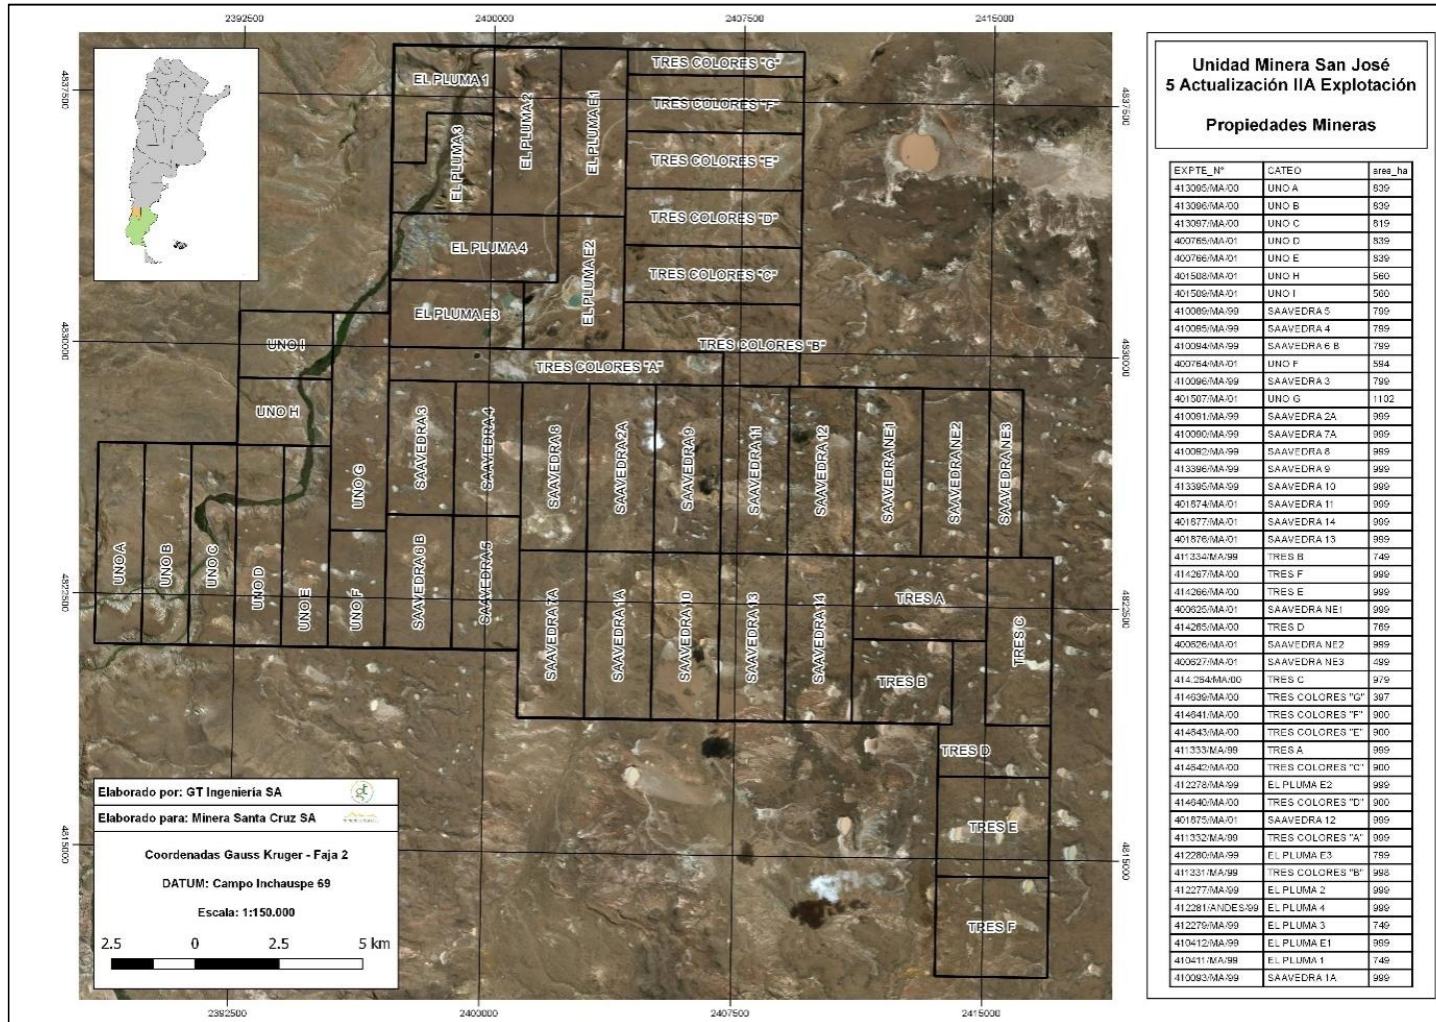 2392500
2400000
2407500
2415000
4837500
4830000
4822500
4815000
4837500
4830000
4822500
4815000
EL PLUMA 1
EL PLUMA 3
EL PLUMA 2
EL PLUMA E1
TRES COLORES "G"
TRES COLORES "F"
TRES COLORES "E"
TRES COLORES "D"
TRES COLORES "C"
EL PLUMA 4
EL PLUMA E2
EL PLUMA E3
TRES COLORES "B"
TRES COLORES "A"
UNO I
UNO H
UNO G
SAAVEDRA 3
SAAVEDRA 4
SAAVEDRA 8
SAAVEDRA 2A
SAAVEDRA 9
SAAVEDRA 11
SAAVEDRA 12
SAAVEDRA NE1
SAAVEDRA NE2
SAAVEDRA NE3
UNO A
UNO B
UNO C
UNO D
UNO E
UNO F
SAAVEDRA 6 B
SAAVEDRA 5
SAAVEDRA 7A
SAAVEDRA 1A
SAAVEDRA 10
SAAVEDRA 13
SAAVEDRA 14
TRES A
TRES B
TRES C
TRES D
TRES E
TRES F
Elaborado por: GT Ingeniería SA
gt
Elaborado para: Minera Santa Cruz SA
Coordenadas Gauss Kruger - Faja 2
DATUM: Campo Inchauspe 69
Escala: 1:150.000
2.5 0 2.5 5 km
2392500
2400000
2407500
2415000
Unidad Minera San José
5 Actualización IIA Explotación
Propiedades Mineras
EXPTE_N° CATEO area_ha
413095/MA/00 UNO A 839
413096/MA/00 UNO B 839
413097/MA/00 UNO C 819
400765/MA/01 UNO D 839
400766/MA/01 UNO E 839
401508/MA/01 UNO H 560
401509/MA/01 UNO I 560
410089/MA/99 SAAVEDRA 5 799
410095/MA/99 SAAVEDRA 4 799
410094/MA/99 SAAVEDRA 6 B 799
400764/MA/01 UNO F 594
410096/MA/99 SAAVEDRA 3 799
401507/MA/01 UNO G 1102
410091/MA/99 SAAVEDRA 2A 999
410090/MA/99 SAAVEDRA 7A 999
410092/MA/99 SAAVEDRA 8 999
413396/MA/99 SAAVEDRA 9 999
413395/MA/99 SAAVEDRA 10 999
401874/MA/01 SAAVEDRA 11 999
401877/MA/01 SAAVEDRA 14 999
401876/MA/01 SAAVEDRA 13 999
411334/MA/99 TRES B 749
414267/MA/00 TRES F 999
414266/MA/00 TRES E 999
400625/MA/01 SAAVEDRA NE1 999
414265/MA/00 TRES D 769
400626/MA/01 SAAVEDRA NE2 999
400627/MA/01 SAAVEDRA NE3 499
414.264/MA/00 TRES C 979
414639/MA/00 TRES COLORES "G" 397
414641/MA/00 TRES COLORES "F" 900
414643/MA/00 TRES COLORES "E" 900
411333/MA/99 TRES A 999
414642/MA/00 TRES COLORES "C" 900
412278/MA/99 EL PLUMA E2 999
414640/MA/00 TRES COLORES "D" 900
401875/MA/01 SAAVEDRA 12 999
411332/MA/99 TRES COLORES "A" 999
412280/MA/99 EL PLUMA E3 799
411331/MA/99 TRES COLORES "B" 998
412277/MA/99 EL PLUMA 2 999
412281/ANDES/99 EL PLUMA 4 999
412279/MA/99 EL PLUMA 3 749
410412/MA/99 EL PLUMA E1 999
410411/MA/99 EL PLUMA 1 749
410093/MA/99 SAAVEDRA 1A 999